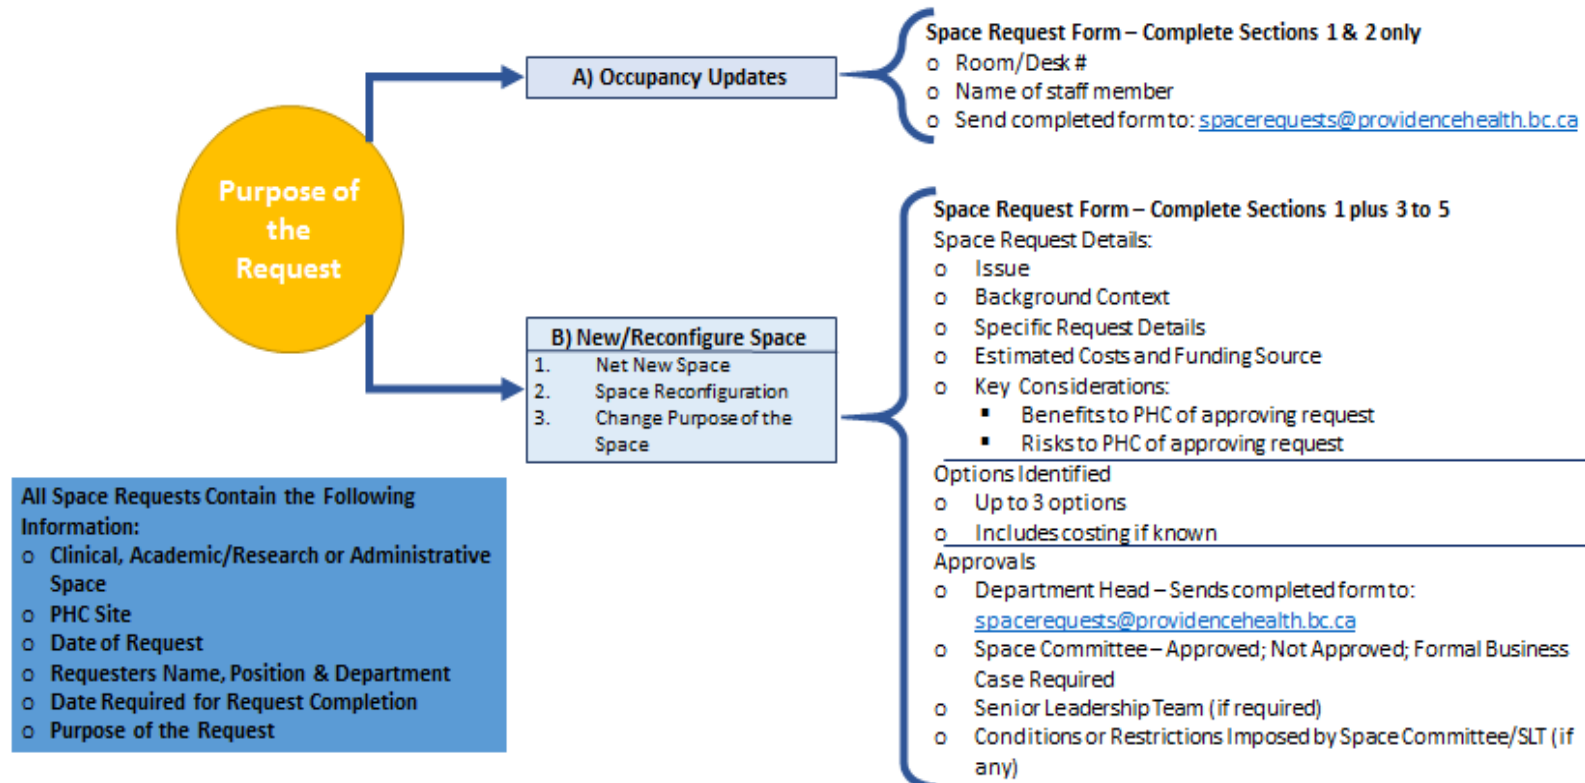 Purpose of
the
Request
A) Occupancy Updates
Space Request Form – Complete Sections 1 & 2 only
o Room/Desk #
o Name of staff member
o Send completed form to: spacerequests@providencehealth.bc.ca
B) New/Reconfigure Space
1. Net New Space
2. Space Reconfiguration
3. Change Purpose of the
Space
Space Request Form – Complete Sections 1 plus 3 to 5
Space Request Details:
o Issue
o Background Context
o Specific Request Details
o Estimated Costs and Funding Source
o Key Considerations:
▪ Benefits to PHC of approving request
▪ Risks to PHC of approving request
Options Identified
o Up to 3 options
o Includes costing if known
Approvals
o Department Head – Sends completed form to:
spacerequests@providencehealth.bc.ca
o Space Committee – Approved; Not Approved; Formal Business
Case Required
o Senior Leadership Team (if required)
o Conditions or Restrictions Imposed by Space Committee/SLT (if
any)
All Space Requests Contain the Following
Information:
o Clinical, Academic/Research or Administrative
Space
o PHC Site
o Date of Request
o Requesters Name, Position & Department
o Date Required for Request Completion
o Purpose of the Request